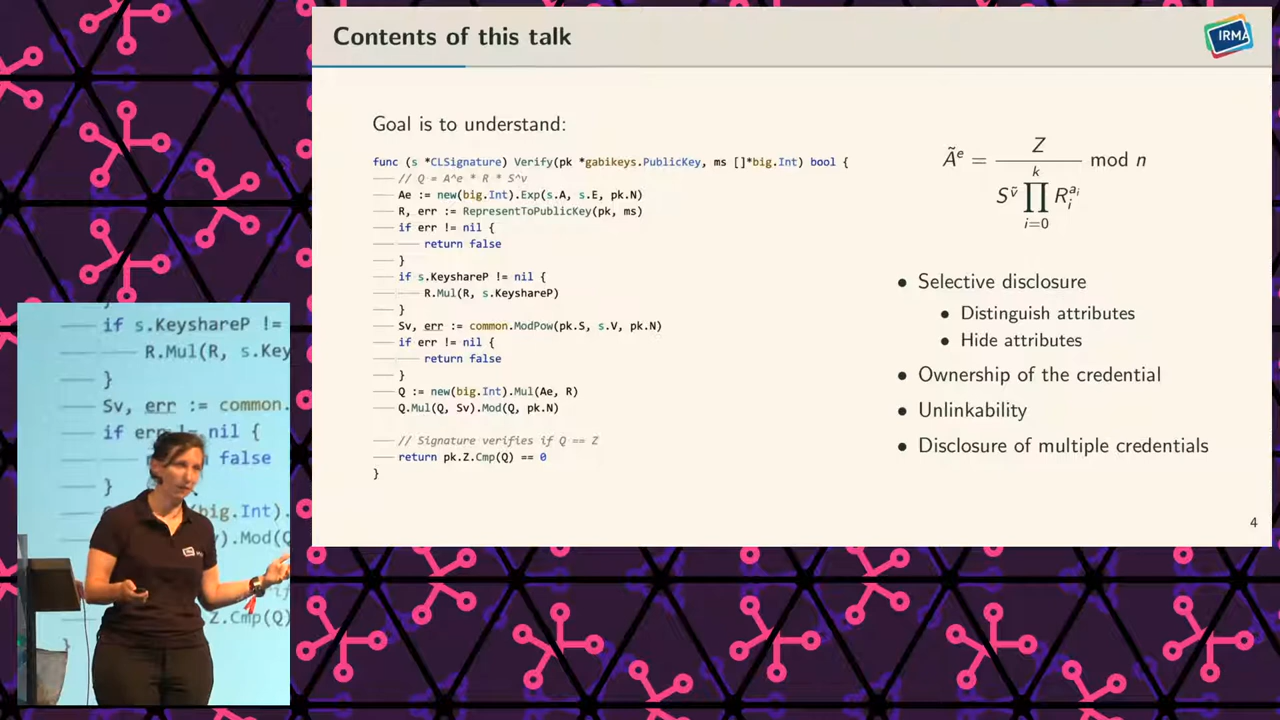 Contents of this talk
IRMA
Goal is to understand:
func (s *CLSignature) Verify(pk *gabikeys.PublicKey, ms []*big.Int) bool {
// Q = A^e * R * S^v
Ae := new(big.Int).Exp(s.A, s.E, pk.N)
R, err := RepresentToPublicKey(pk, ms)
if err != nil {
return false
}
if s.KeyshareP != nil {
R.Mul(R, s.KeyshareP)
}
Sv, err := common.ModPow(pk.S, s.V, pk.N)
if err != nil {
return false
}
Q := new(big.Int).Mul(Ae, R)
Q.Mul(Q, Sv).Mod(Q, pk.N)
// Signature verifies if Q == Z
return pk.Z.Cmp(Q) == 0
}
Ã^e = Z / (S^ṽ ∏_{i=0}^{k} R_i^{a_i}) mod n
• Selective disclosure
• Distinguish attributes
• Hide attributes
• Ownership of the credential
• Unlinkability
• Disclosure of multiple credentials
4
if s.KeyshareP !=
R.Mul(R, s.Key
}
Sv, err := common.
if err != nil {
false
}
big.Int).
).Mod(Q
Z.Cmp(Q)
}